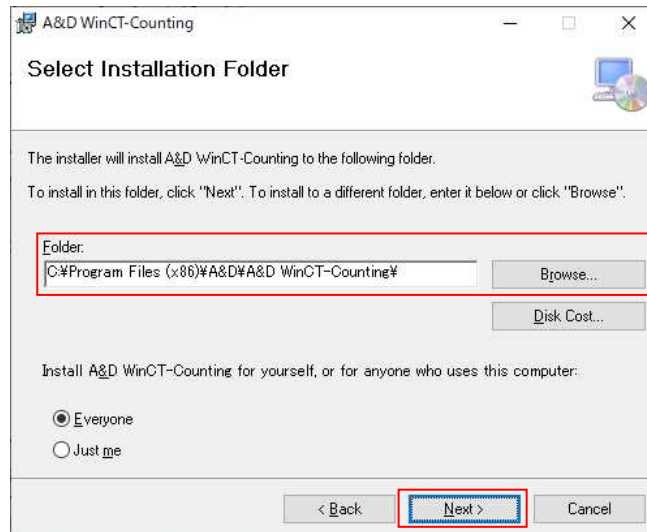 A&D WinCT-Counting
Select Installation Folder
The installer will install A&D WinCT-Counting to the following folder.
To install in this folder, click "Next". To install to a different folder, enter it below or click "Browse".
Folder:
C:¥Program Files (x86)¥A&D¥A&D WinCT-Counting¥
Browse...
Disk Cost...
Install A&D WinCT-Counting for yourself, or for anyone who uses this computer:
Everyone
Just me
< Back
Next >
Cancel